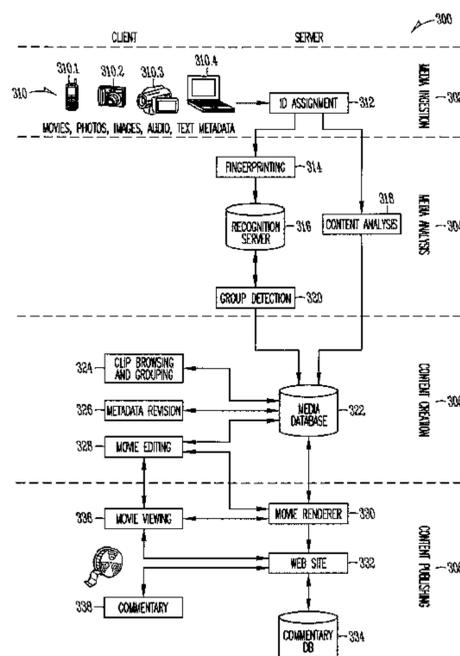 300
CLIENT
SERVER
310
310.1
310.2
310.3
310.4
MOVIES, PHOTOS, IMAGES, AUDIO, TEXT METADATA
ID ASSIGNMENT
312
MEDIA INGESTION
302
FINGERPRINTING
314
RECOGNITION
SERVER
316
318
CONTENT ANALYSIS
GROUP DETECTION
320
MEDIA ANALYSIS
304
324
CLIP BROWSING
AND GROUPING
326
METADATA REVISION
328
MOVIE EDITING
MEDIA
DATABASE
322
CONTENT CREATION
336
MOVIE VIEWING
MOVIE RENDERER
330
WEB SITE
332
338
COMMENTARY
COMMENTARY
DB
334
CONTENT PUBLISHING